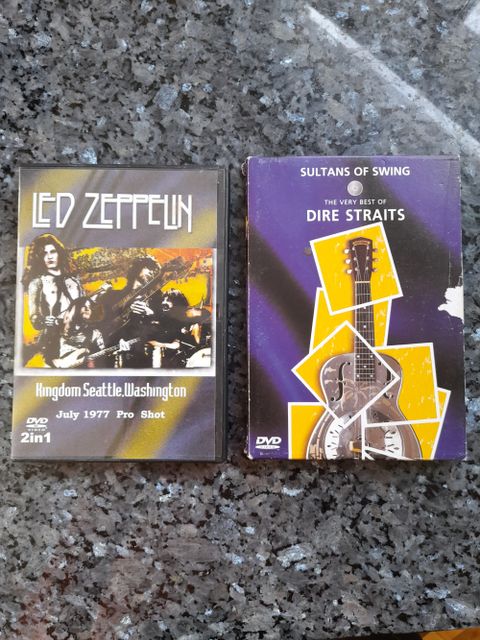 LED ZEPPELIN
Kingdom Seattle,Washington
July 1977 Pro Shot
DVD
VIDEO
2in1
SULTANS OF SWING
THE VERY BEST OF
DIRE STRAITS
DVD